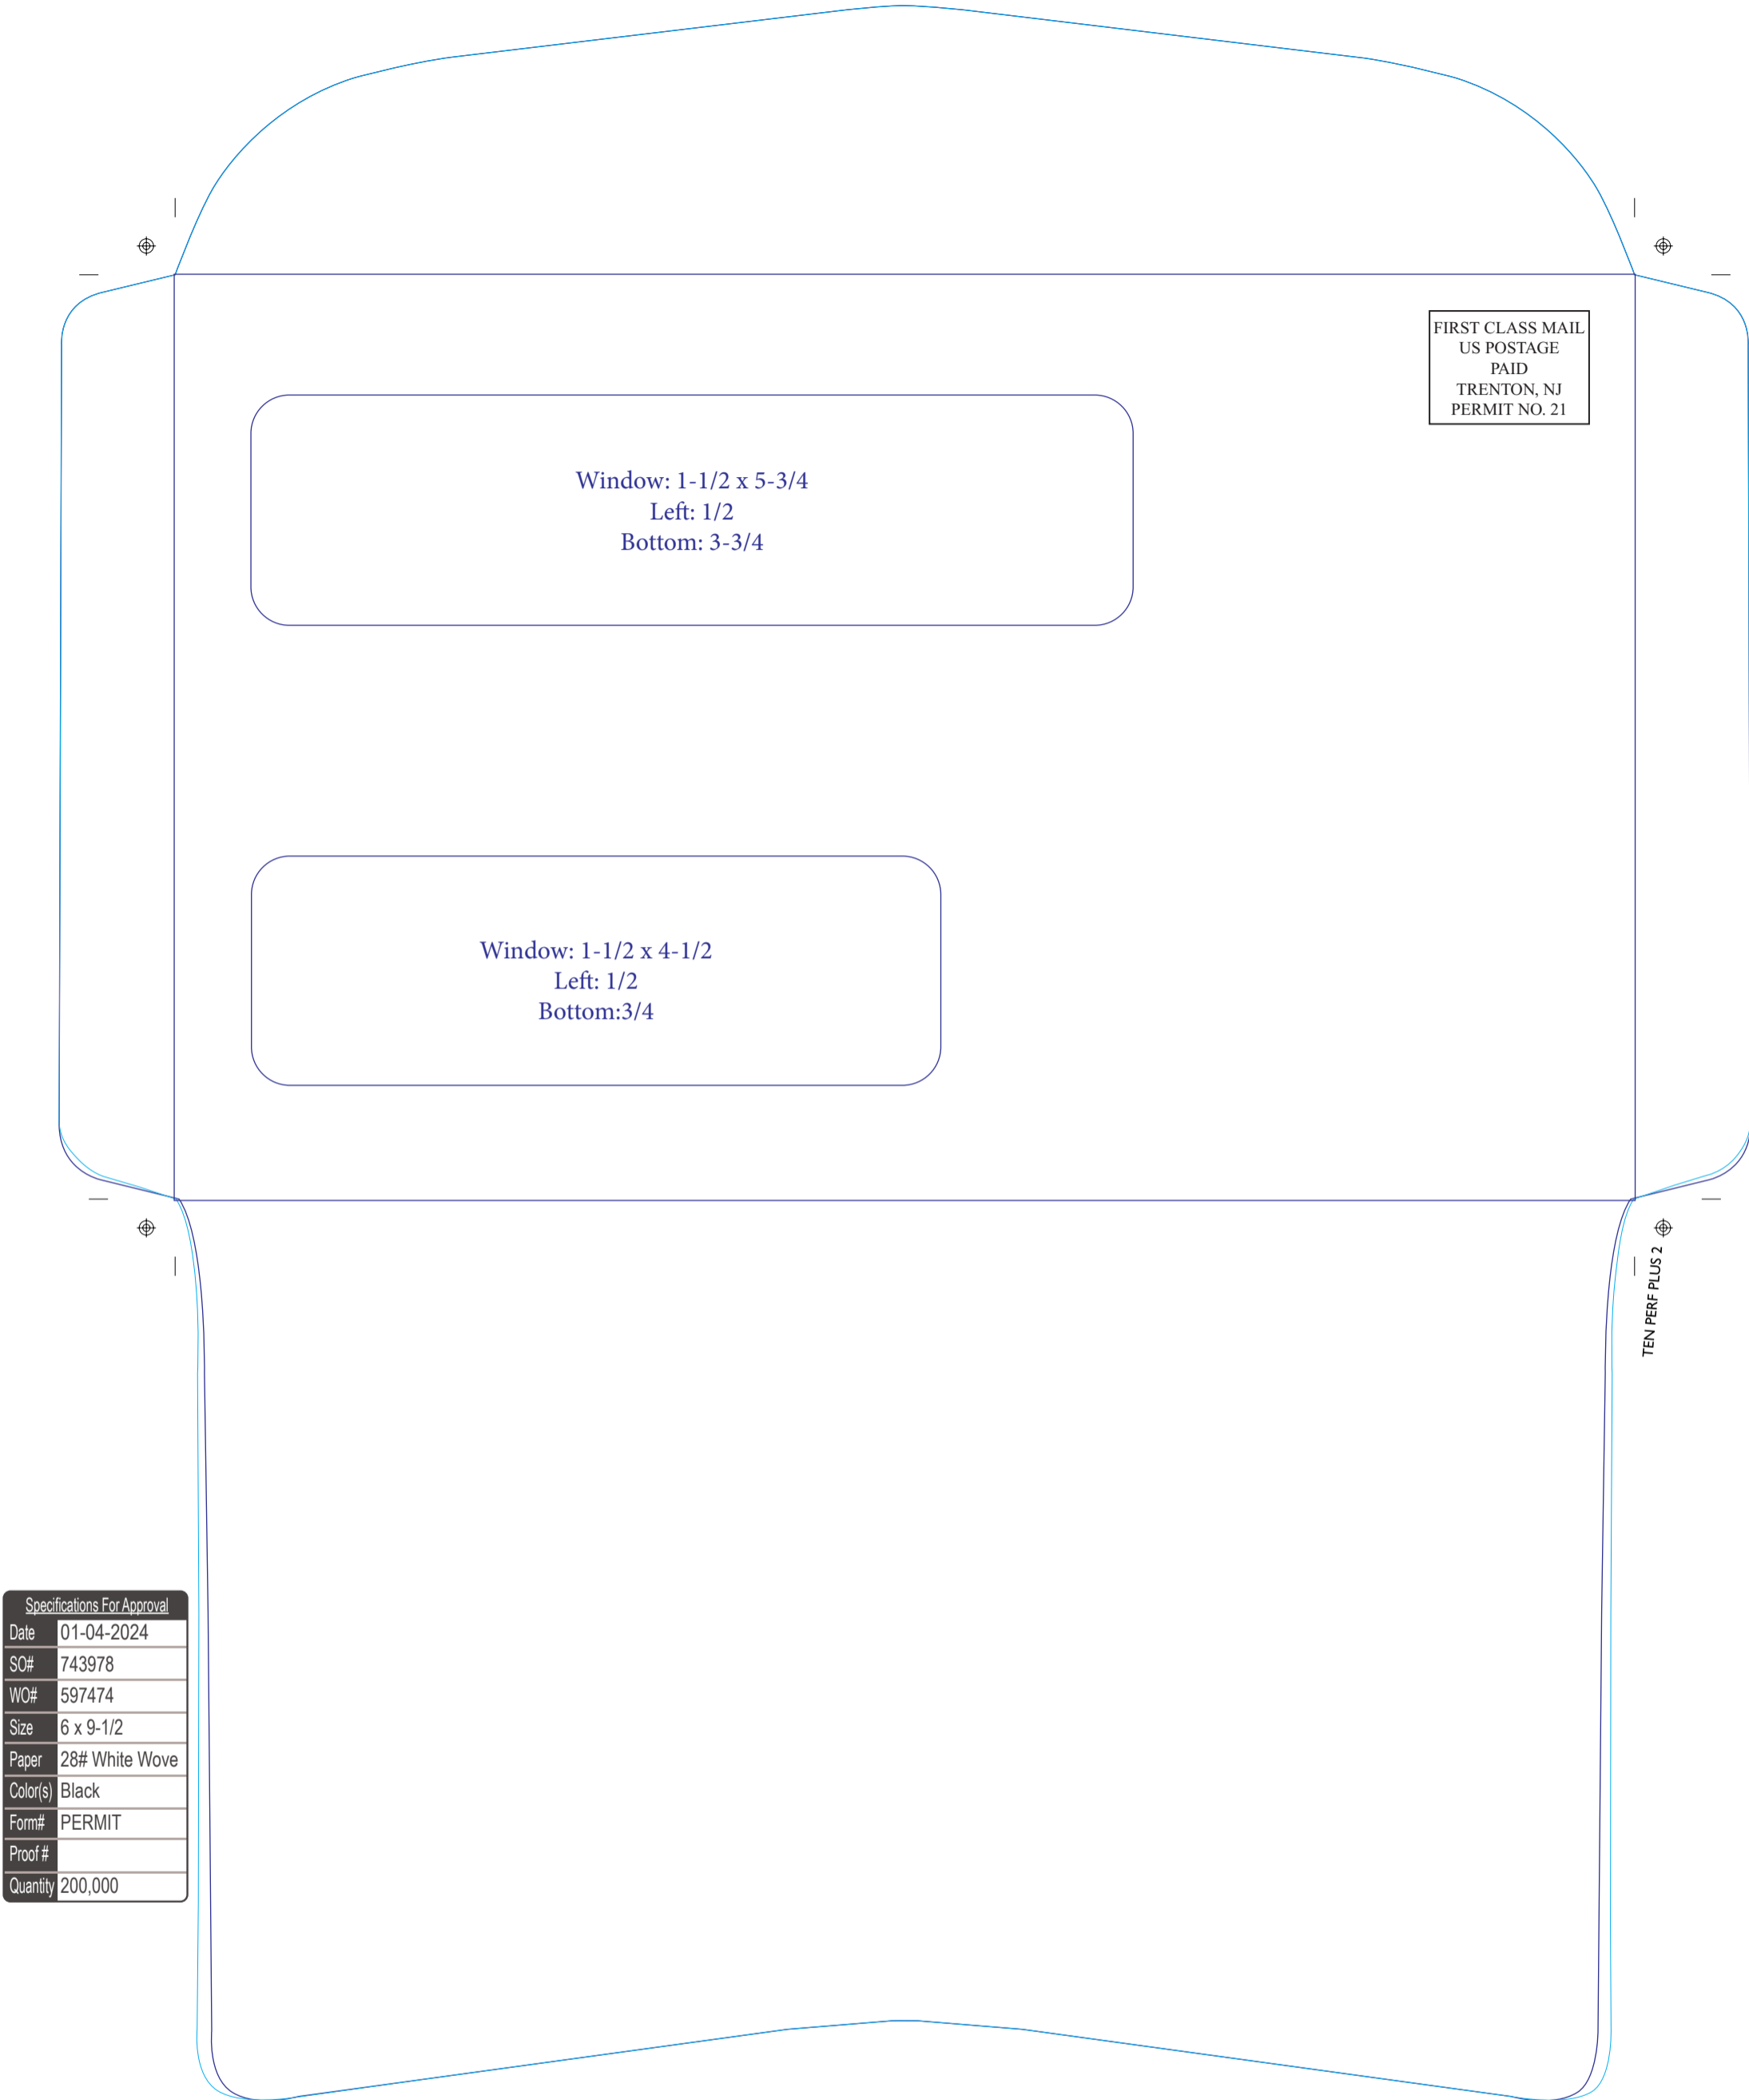 FIRST CLASS MAIL
US POSTAGE
PAID
TRENTON, NJ
PERMIT NO. 21
Window: 1-1/2 x 5-3/4
Left: 1/2
Bottom: 3-3/4
Window: 1-1/2 x 4-1/2
Left: 1/2
Bottom:3/4
TEN PERF PLUS 2
Specifications For Approval
Date 01-04-2024
SO# 743978
WO# 597474
Size 6 x 9-1/2
Paper 28# White Wove
Color(s) Black
Form# PERMIT
Proof #
Quantity 200,000